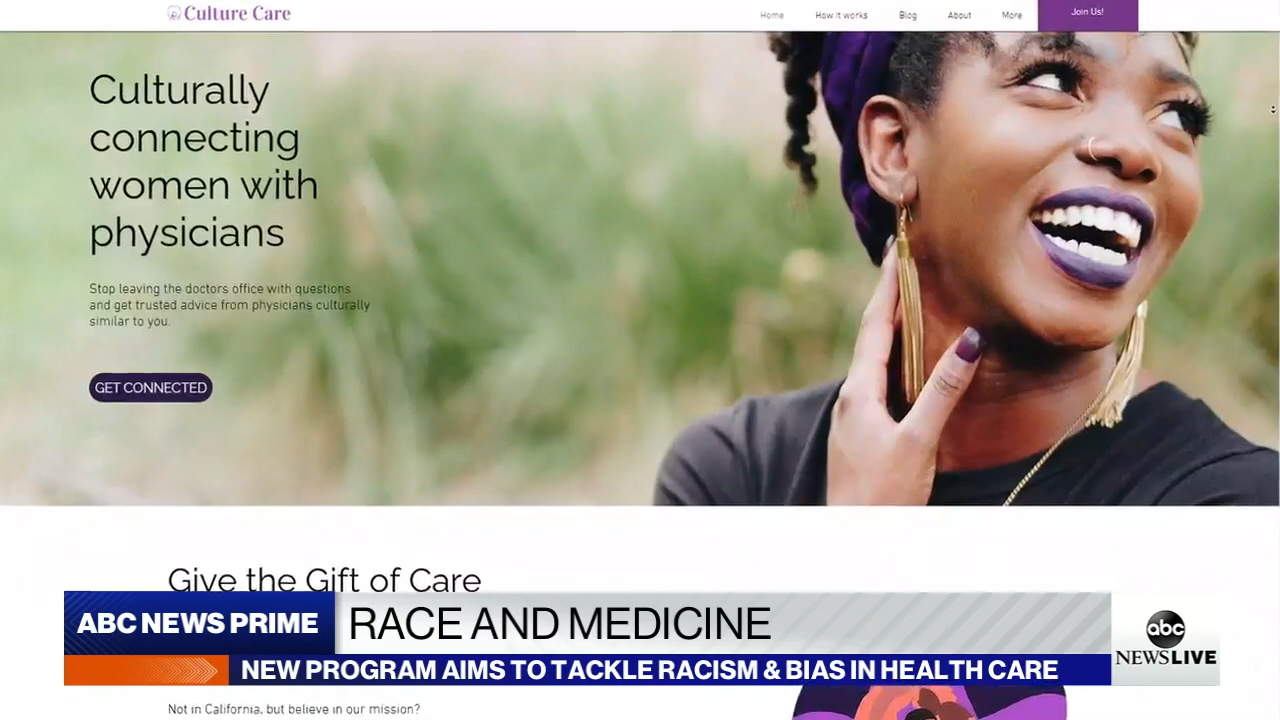 Culture Care
Home How it works Blog About More Join Us!
Culturally
connecting
women with
physicians
Stop leaving the doctors office with questions
and get trusted advice from physicians culturally
similar to you.
GET CONNECTED
Give the Gift of Care
ABC NEWS PRIME RACE AND MEDICINE
abc
NEWS LIVE
NEW PROGRAM AIMS TO TACKLE RACISM & BIAS IN HEALTH CARE
Not in California, but believe in our mission?